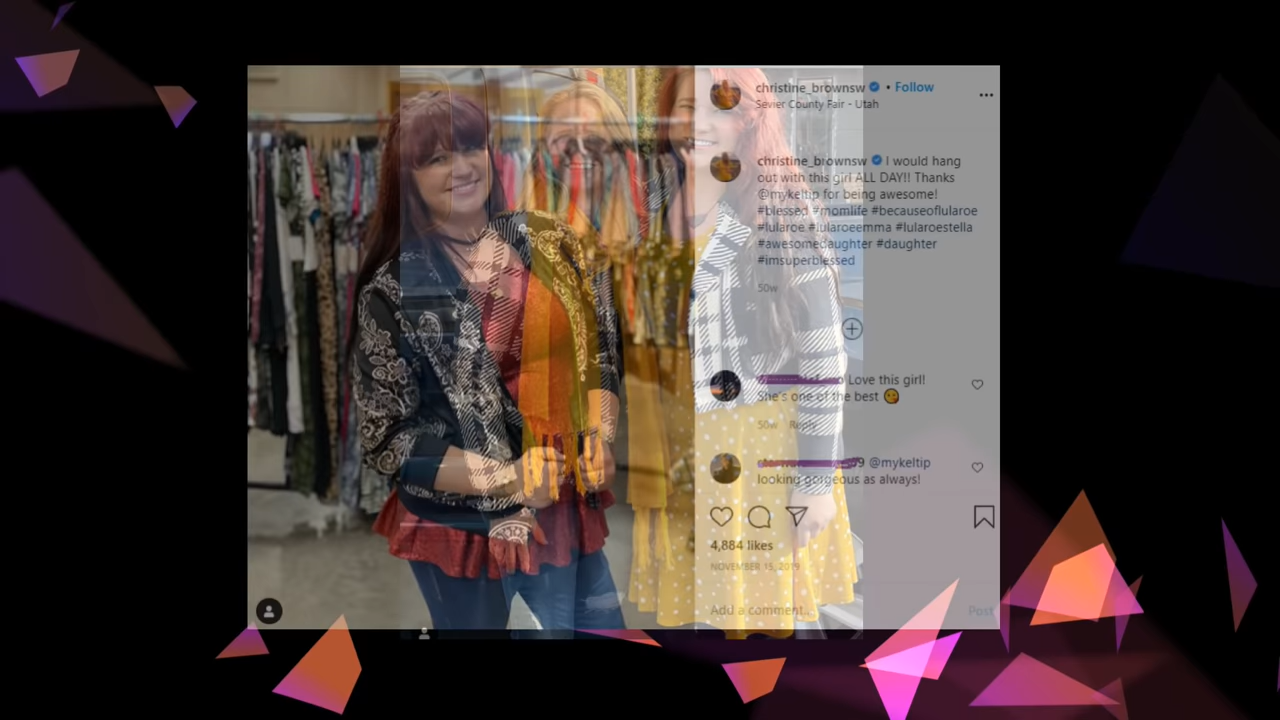 christine_brownsw • Follow
Sevier County Fair - Utah
christine_brownsw I would hang
out with this girl ALL DAY!! Thanks
@mykeltip for being awesome!
#blessed #momlife #becauseoflularoe
#lularoe #lularoeemma #lularoestella
#awesomedaughter #daughter
#imsuperblessed
50w
Love this girl!
She's one of the best
50w Reply
@mykeltip
looking gorgeous as always!
4,884 likes
NOVEMBER 15, 2019
Add a comment...
Post